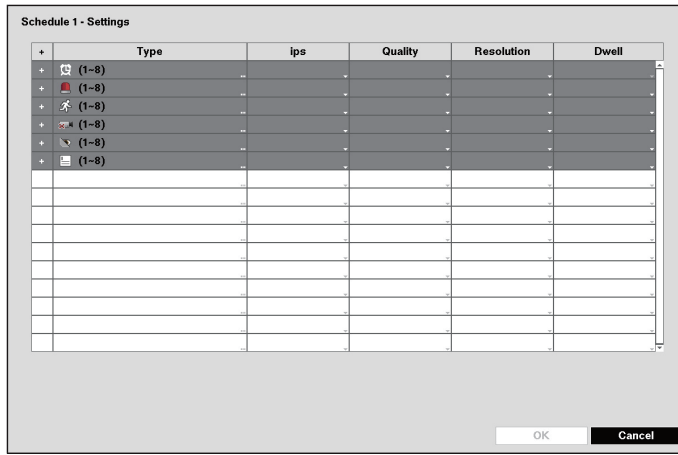 Schedule 1 - Settings
+ Type ips Quality Resolution Dwell
+ (1~8)
+ (1~8)
+ (1~8)
+ (1~8)
+ (1~8)
+ (1~8)
OK Cancel